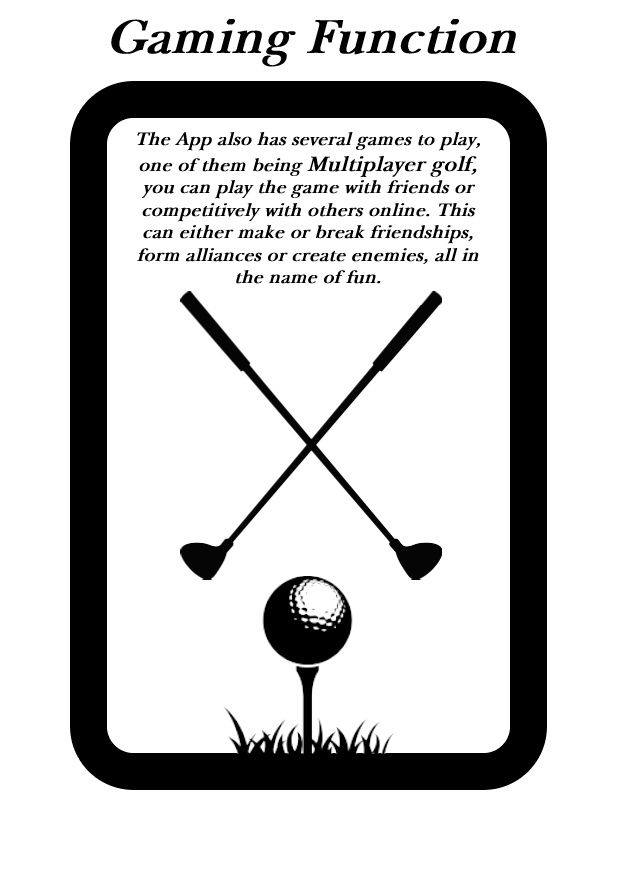 Gaming Function
The App also has several games to play,
one of them being Multiplayer golf,
you can play the game with friends or
competitively with others online. This
can either make or break friendships,
form alliances or create enemies, all in
the name of fun.